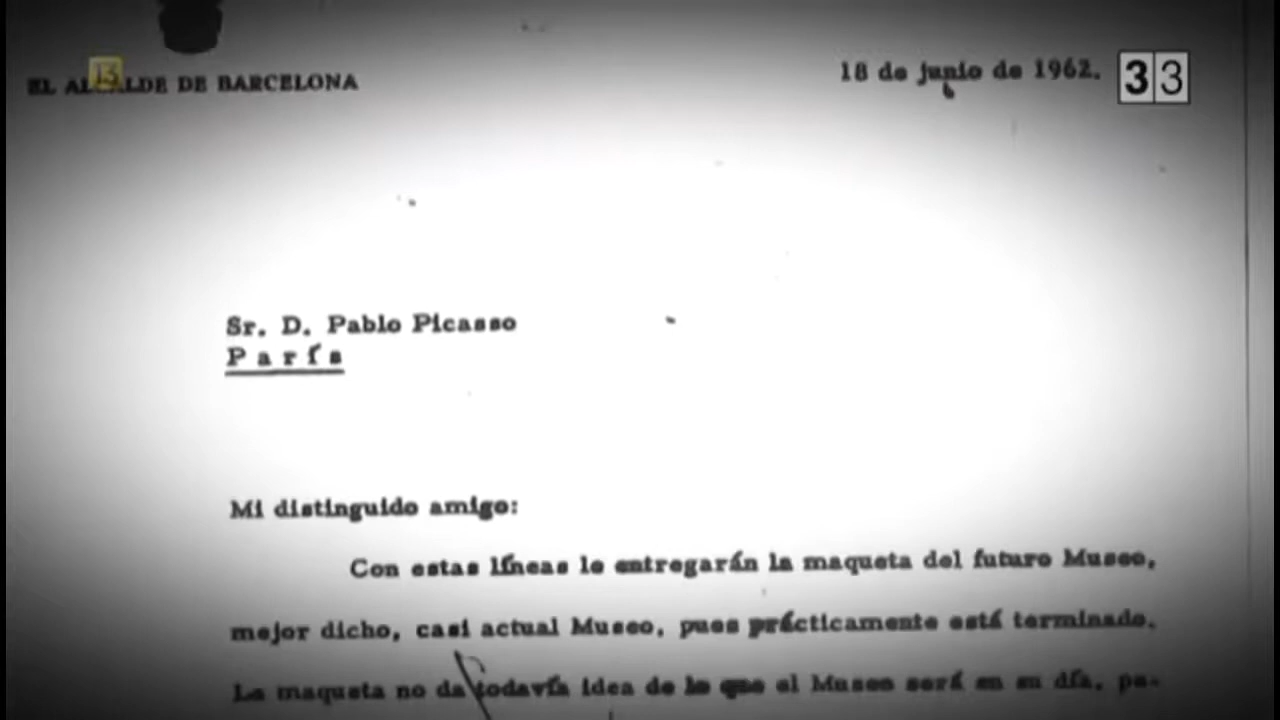 EL ALCALDE DE BARCELONA
18 de junio de 1962.
33
13
Sr. D. Pablo Picasso
París
Mi distinguido amigo:
Con estas líneas le entregarán la maqueta del futuro Museo,
mejor dicho, casi actual Museo, pues prácticamente está terminado.
La maqueta no da todavía idea de lo que el Museo será en su día, pe-